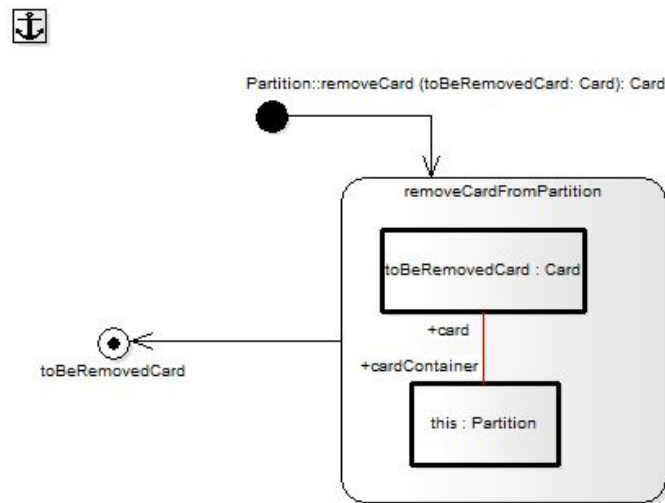 Partition::removeCard (toBeRemovedCard: Card): Card
removeCardFromPartition
toBeRemovedCard : Card
+card
+cardContainer
toBeRemovedCard
this : Partition